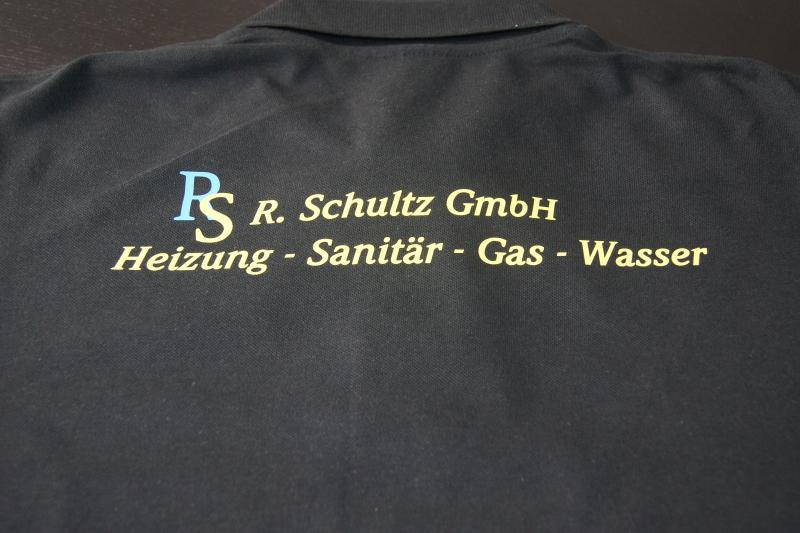 RS R. Schultz GmbH
Heizung - Sanitär - Gas - Wasser